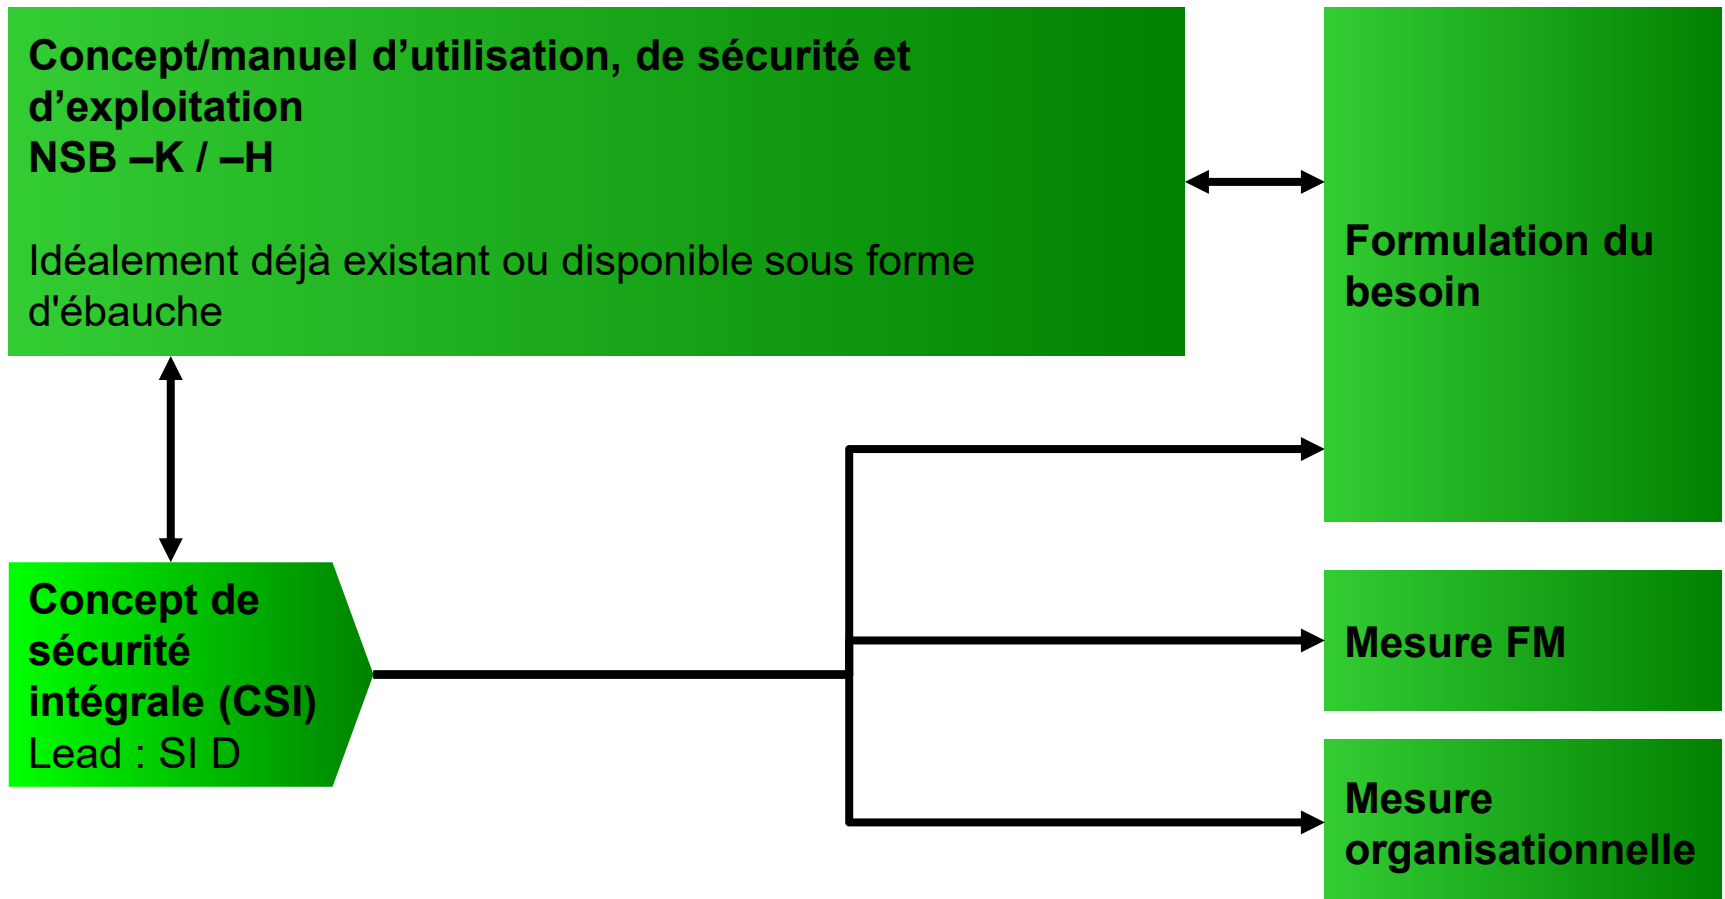 Concept/manuel d’utilisation, de sécurité et
d’exploitation
NSB –K / –H
Idéalement déjà existant ou disponible sous forme
d'ébauche
Formulation du
besoin
Concept de
sécurité
intégrale (CSI)
Lead : SI D
Mesure FM
Mesure
organisationnelle